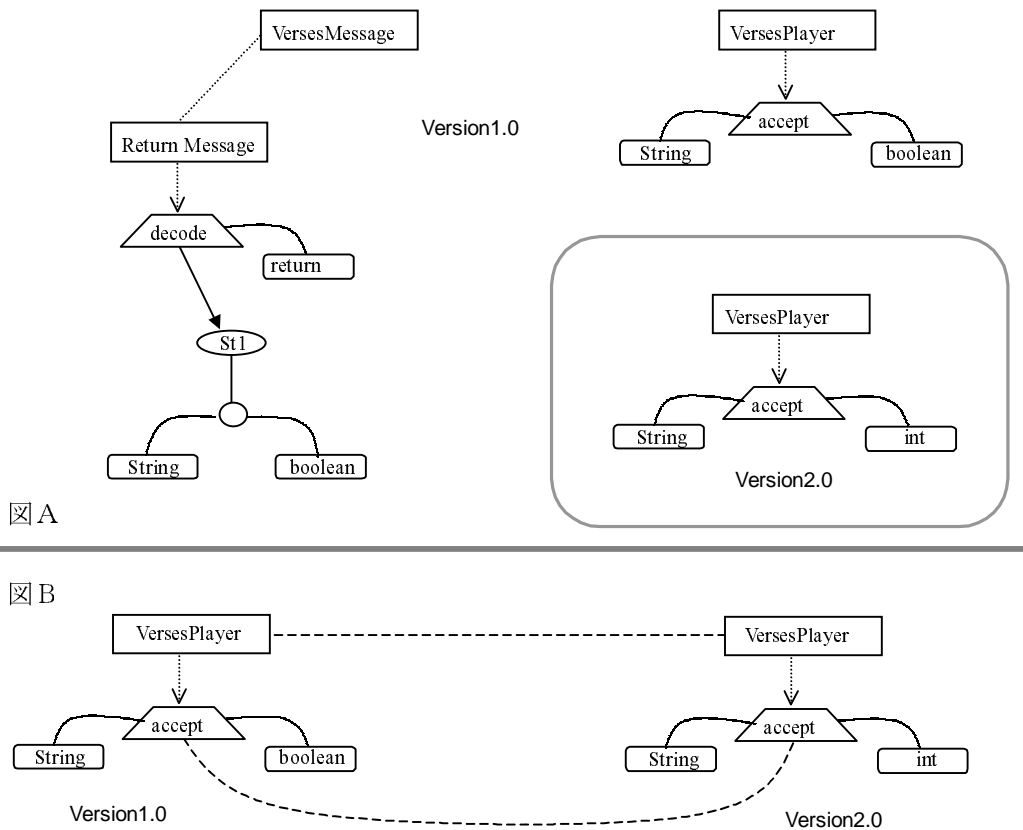 VersesMessage
Return Message
decode
return
St1
String
boolean
Version1.0
VersesPlayer
accept
String
boolean
VersesPlayer
accept
String
int
Version2.0
図A
図B
VersesPlayer
accept
String
boolean
Version1.0
VersesPlayer
accept
String
int
Version2.0